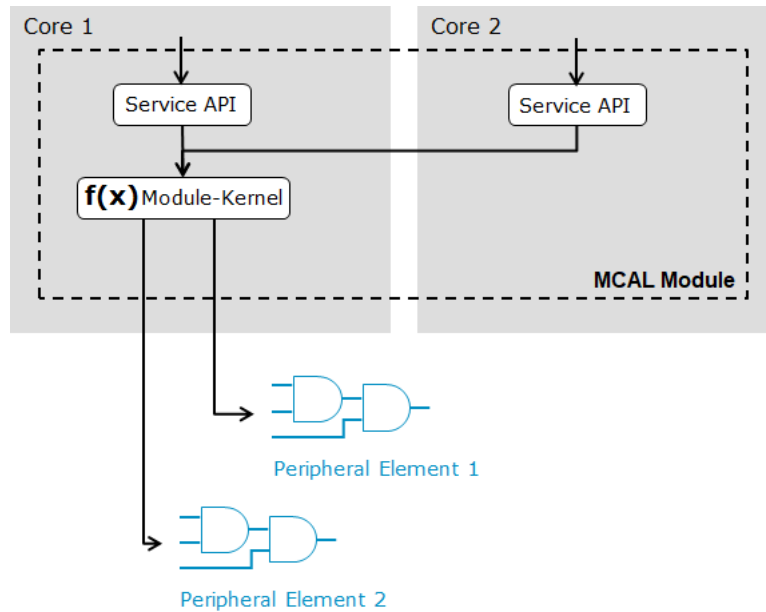 Core 1
Core 2
Service API
Service API
f(x) Module-Kernel
MCAL Module
Peripheral Element 1
Peripheral Element 2